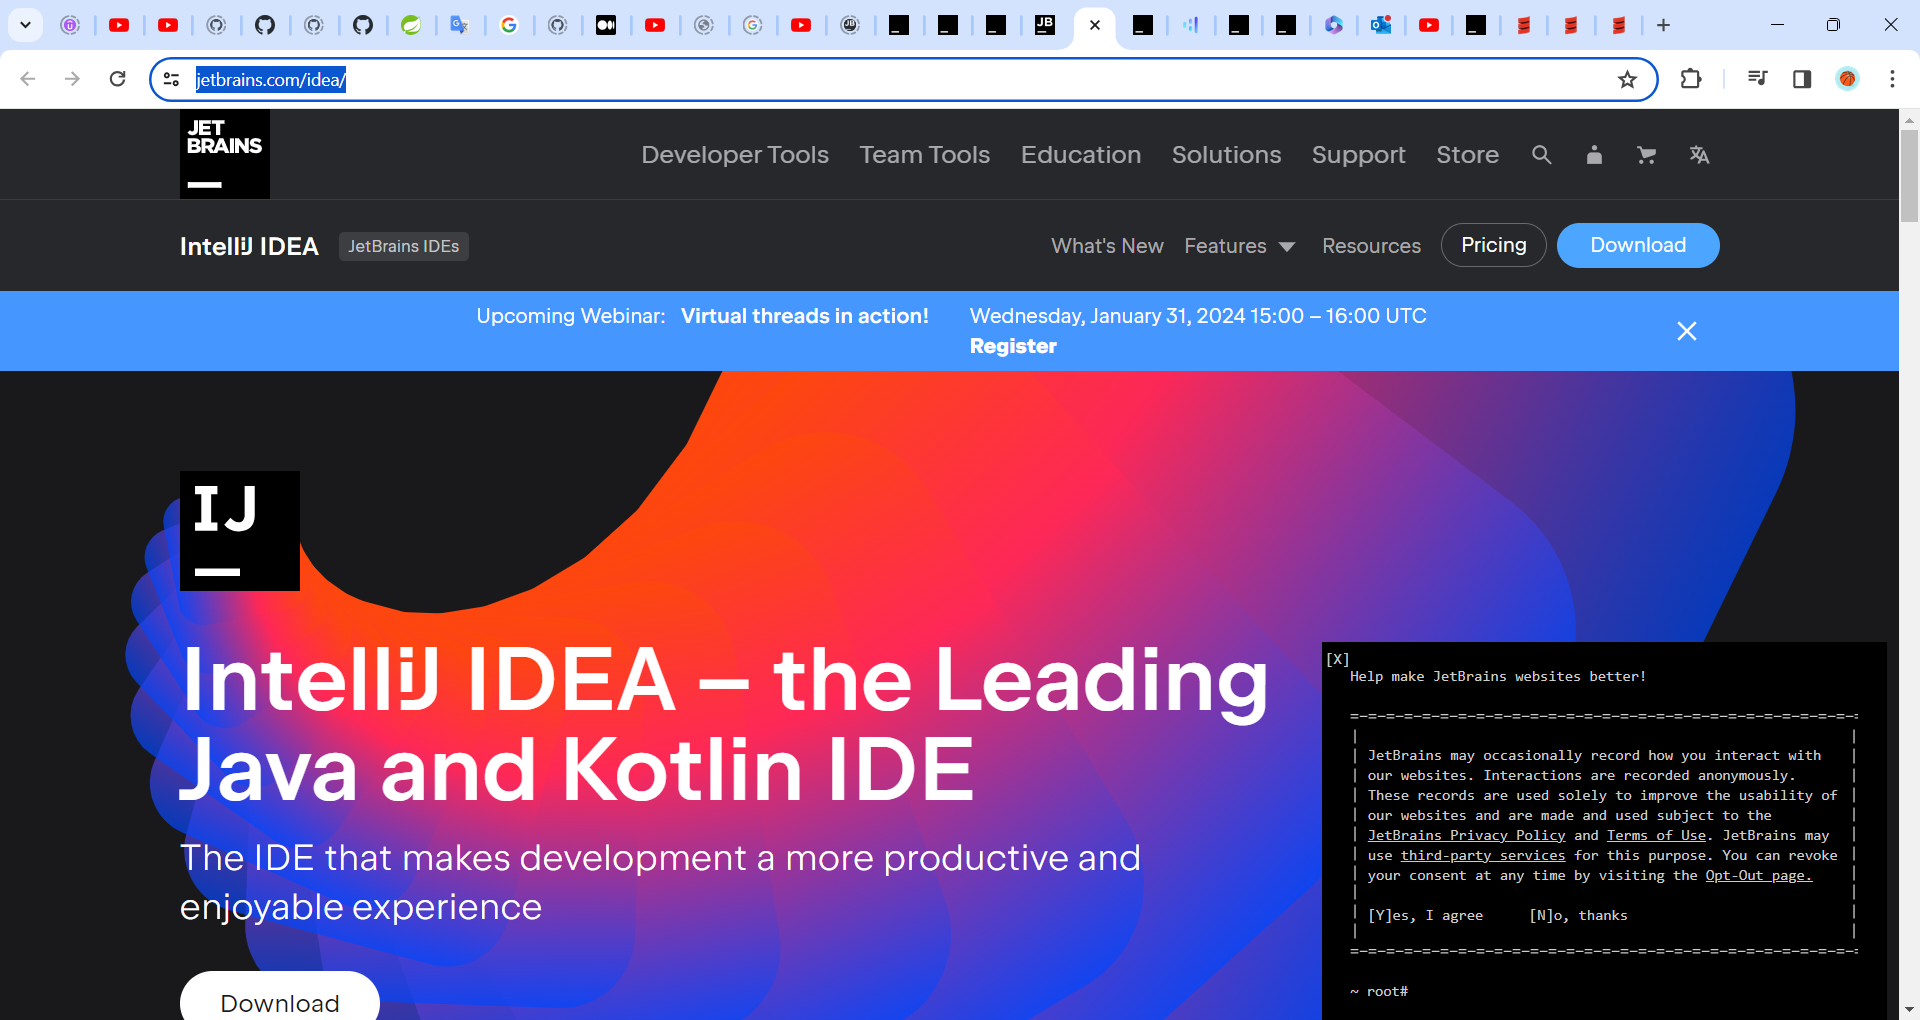 jetbrains.com/idea/
JET
BRAINS
Developer Tools Team Tools Education Solutions Support Store
IntelliJ IDEA JetBrains IDEs What's New Features Resources Pricing Download
Upcoming Webinar: Virtual threads in action! Wednesday, January 31, 2024 15:00 – 16:00 UTC
Register
IJ
IntelliJ IDEA – the Leading
Java and Kotlin IDE
The IDE that makes development a more productive and
enjoyable experience
Download
[X]
Help make JetBrains websites better!
JetBrains may occasionally record how you interact with
our websites. Interactions are recorded anonymously.
These records are used solely to improve the usability of
our websites and are made and used subject to the
JetBrains Privacy Policy and Terms of Use. JetBrains may
use third-party services for this purpose. You can revoke
your consent at any time by visiting the Opt-Out page.
[Y]es, I agree [N]o, thanks
~ root#